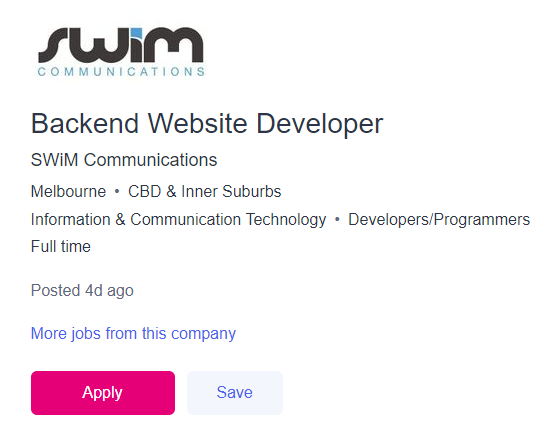 swim
COMMUNICATIONS
Backend Website Developer
SWiM Communications
Melbourne • CBD & Inner Suburbs
Information & Communication Technology • Developers/Programmers
Full time
Posted 4d ago
More jobs from this company
Apply Save